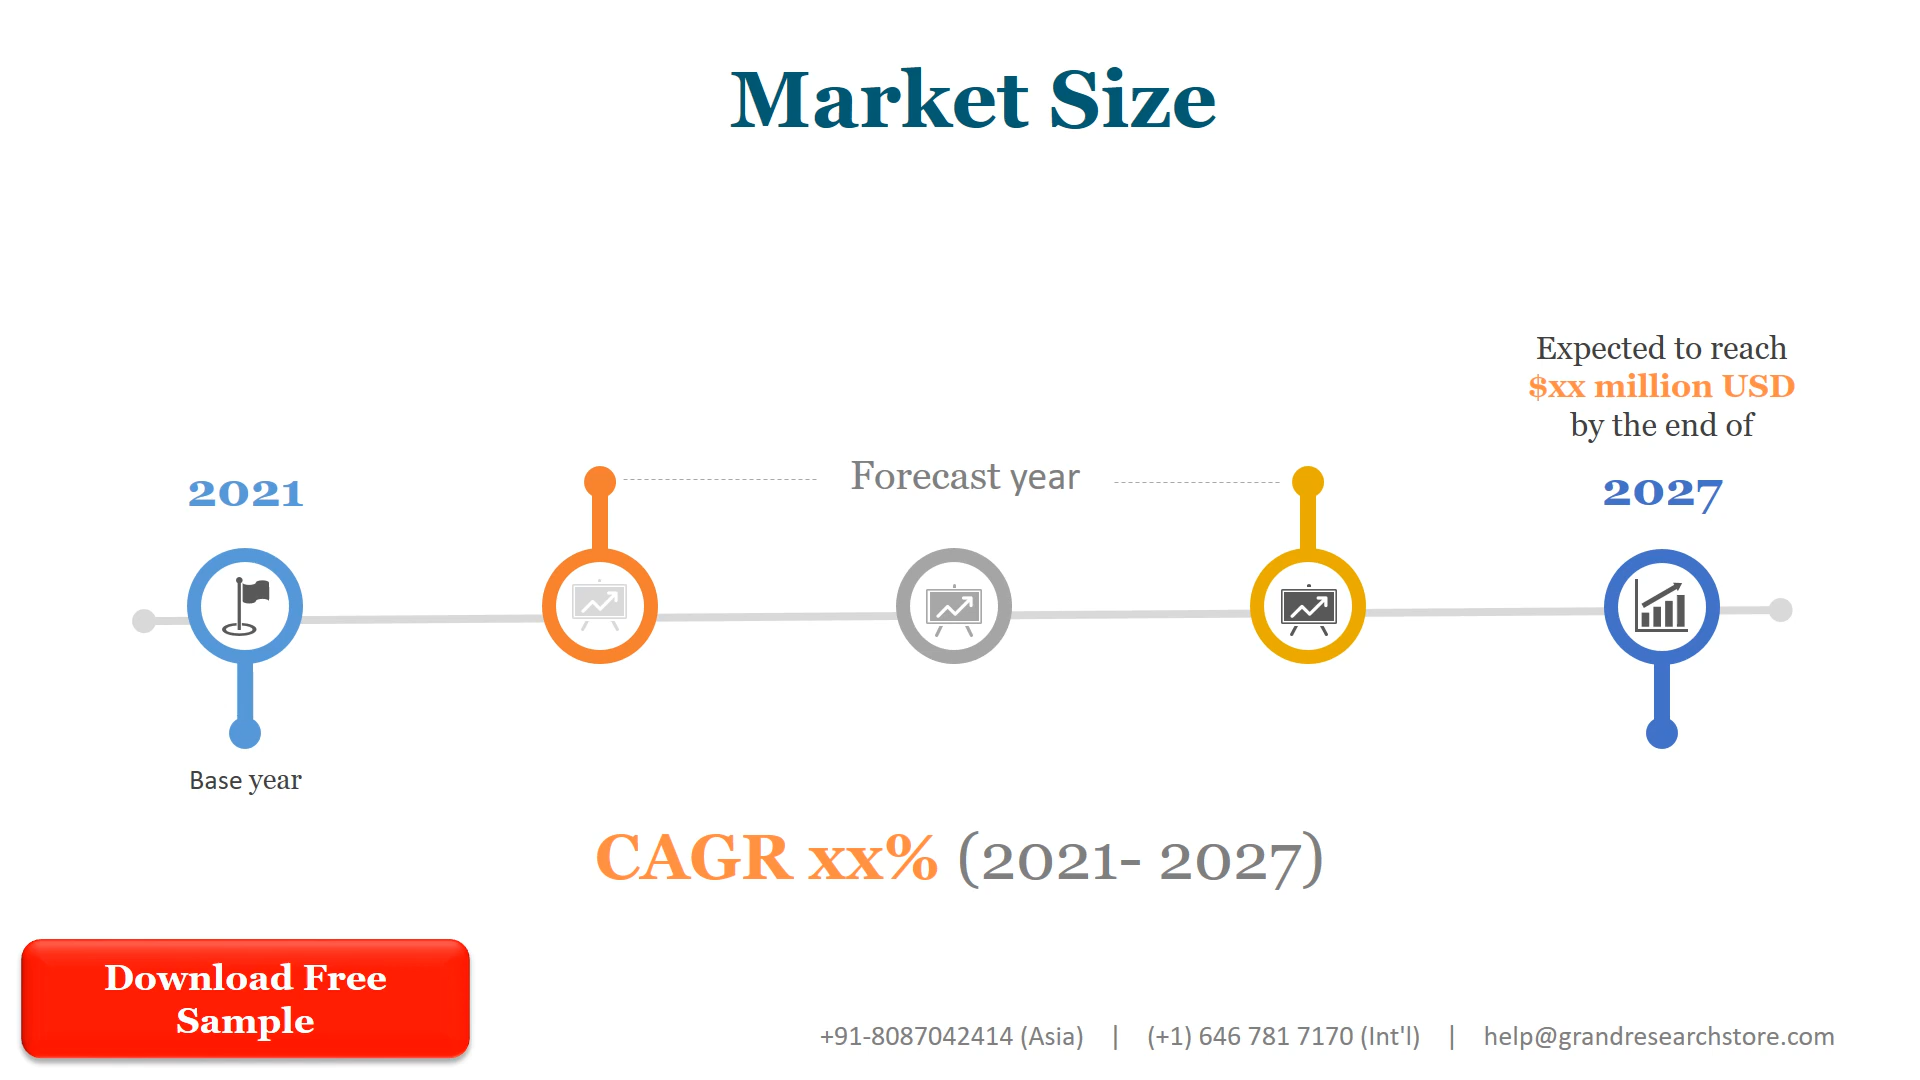 Market Size
Expected to reach
$xx million USD
by the end of
2021
Forecast year
2027
Base year
CAGR xx% (2021- 2027)
Download Free
Sample
+91-8087042414 (Asia) | (+1) 646 781 7170 (Int'l) | help@grandresearchstore.com